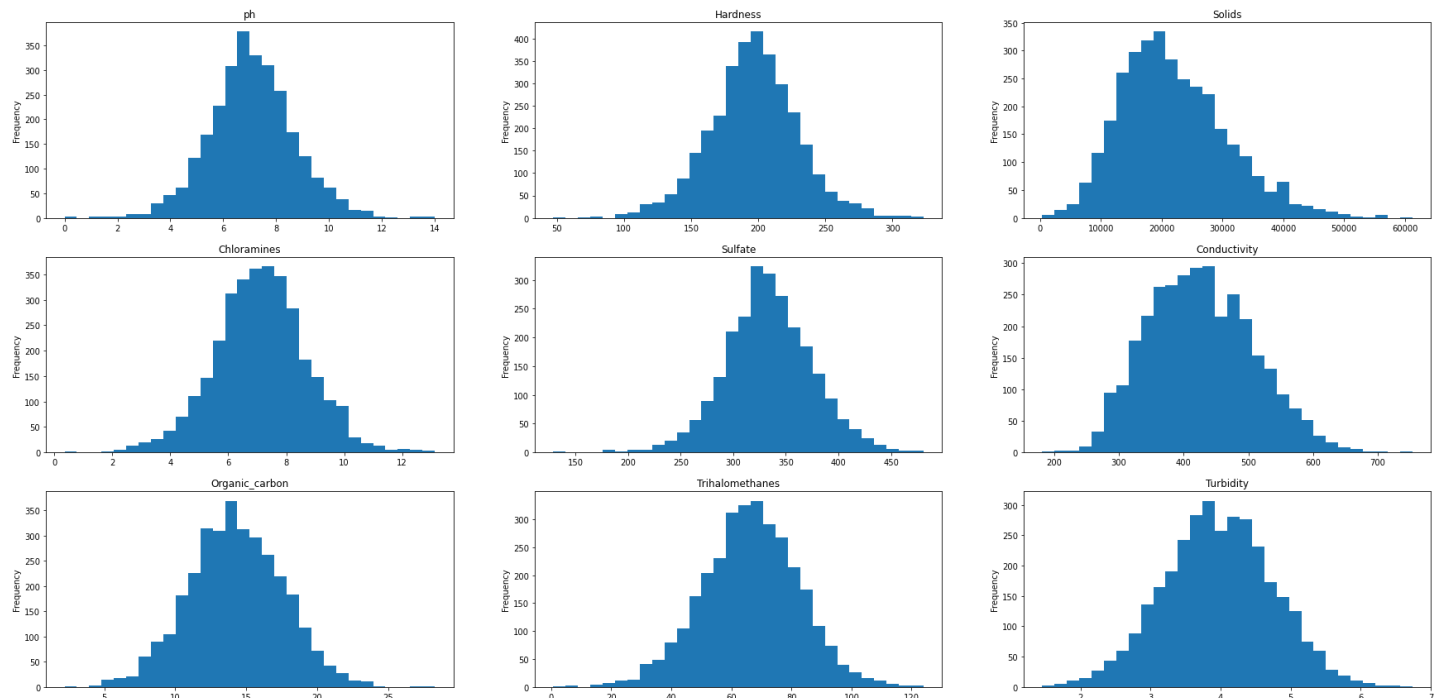 ph
Frequency
350
300
250
200
150
100
50
0
0 2 4 6 8 10 12 14
Hardness
Frequency
400
350
300
250
200
150
100
50
0
50 100 150 200 250 300
Solids
Frequency
350
300
250
200
150
100
50
0
0 10000 20000 30000 40000 50000 60000
Chloramines
Frequency
350
300
250
200
150
100
50
0
0 2 4 6 8 10 12
Sulfate
Frequency
300
250
200
150
100
50
0
150 200 250 300 350 400 450
Conductivity
Frequency
300
250
200
150
100
50
0
200 300 400 500 600 700
Organic_carbon
Frequency
350
300
250
200
150
100
50
0
5 10 15 20 25
Trihalomethanes
Frequency
300
250
200
150
100
50
0
0 20 40 60 80 100 120
Turbidity
Frequency
300
250
200
150
100
50
0
2 3 4 5 6 7